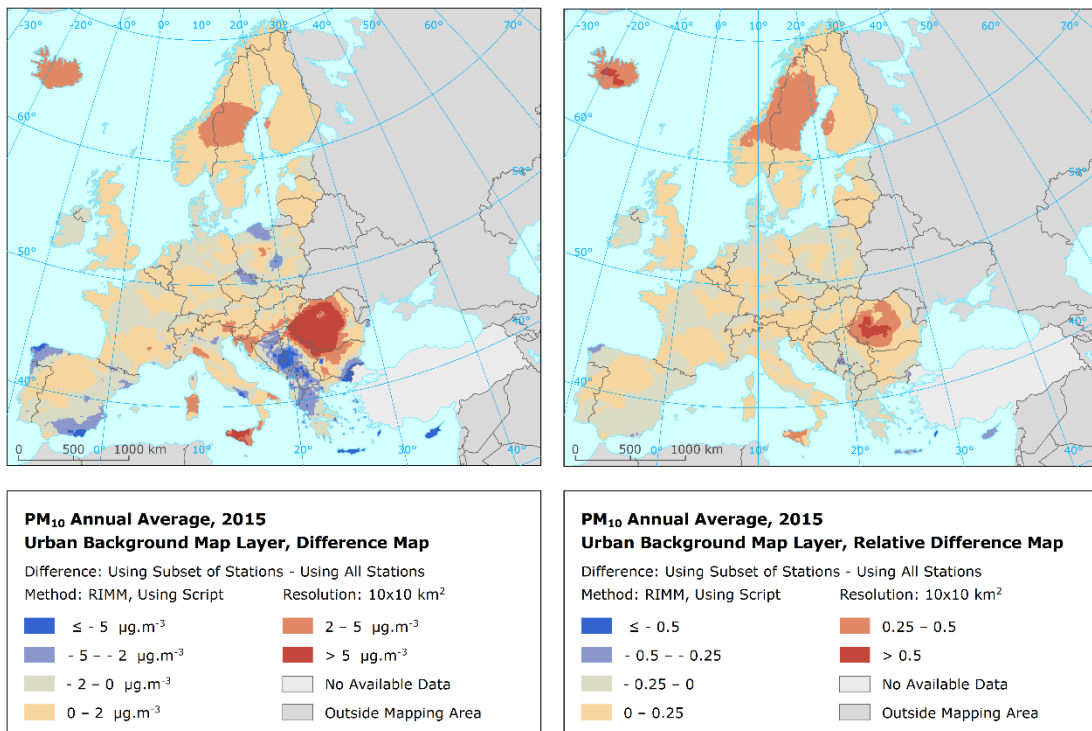 -30° -20° -10° 0° 10° 20° 30° 40° 50° 60° 70°
60°
50°
40°
50°
40°
0 500 1000 km
0° 10° 20° 30° 40°
-30° -20° -10° 0° 10° 20° 30° 40° 50° 60° 70°
60°
50°
40°
50°
40°
0 500 1000 km
0° 10° 20° 30° 40°
PM₁₀ Annual Average, 2015
Urban Background Map Layer, Difference Map
Difference: Using Subset of Stations - Using All Stations
Method: RIMM, Using Script Resolution: 10x10 km²
≤ - 5 µg.m⁻³ 2 – 5 µg.m⁻³
- 5 – - 2 µg.m⁻³ > 5 µg.m⁻³
- 2 – 0 µg.m⁻³ No Available Data
0 – 2 µg.m⁻³ Outside Mapping Area
PM₁₀ Annual Average, 2015
Urban Background Map Layer, Relative Difference Map
Difference: Using Subset of Stations - Using All Stations
Method: RIMM, Using Script Resolution: 10x10 km²
≤ - 0.5 0.25 – 0.5
- 0.5 – - 0.25 > 0.5
- 0.25 – 0 No Available Data
0 – 0.25 Outside Mapping Area